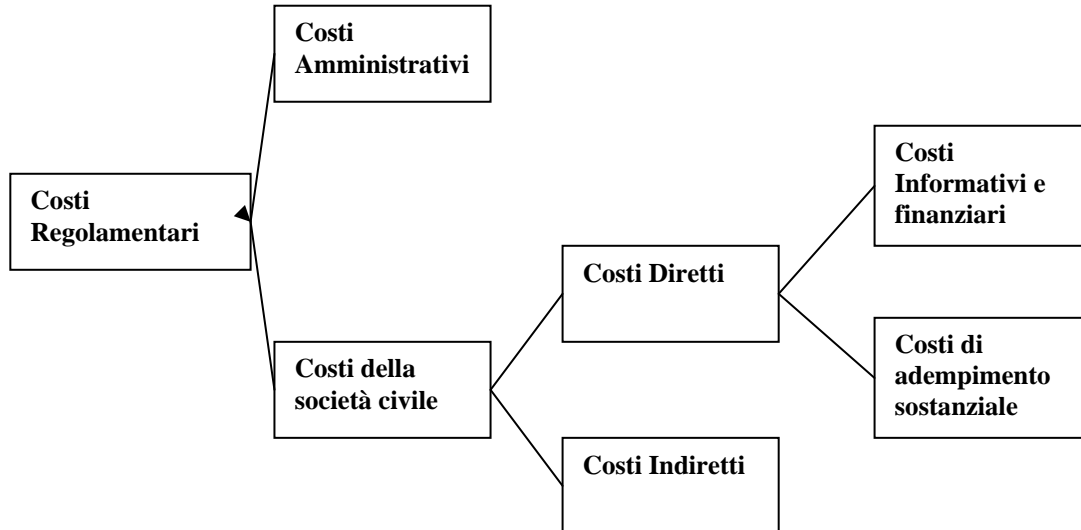 Costi
Amministrativi
Costi
Regolamentari
Costi della
società civile
Costi Diretti
Costi Indiretti
Costi
Informativi e
finanziari
Costi di
adempimento
sostanziale